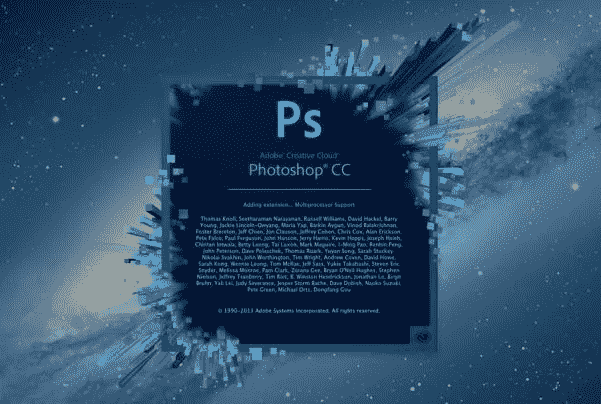 Ps
Adobe® Creative Cloud™
Photoshop® CC
Adding extension... Multiprocessor Support
Thomas Knoll, Seetharaman Narayanan, Russell Williams, David Hackel, Barry
Young, Jackie Lincoln-Owyang, Maria Yap, Barkin Aygun, Vinod Balakrishnan,
Foster Brereton, Jeff Chien, Jon Clauson, Jeffrey Cohen, Chris Cox, Alan Erickson,
Pete Falco, Paul Ferguson, John Hanson, Jerry Harris, Kevin Hopps, Joseph Hsieh,
Chintan Intwala, Betty Leong, Tai Luxon, Mark Maguire, I-Ming Pao, Renbin Peng,
John Peterson, Dave Polaschek, Thomas Ruark, Yuyan Song, Sarah Stuckey,
Nikolai Svakhin, John Worthington, Tim Wright, Andrew Coven, David Howe,
Sarah Kong, Wennie Leung, Tom McRae, Jeff Sass, Yukie Takahashi, Steven Eric
Snyder, Melissa Monroe, Pam Clark, Zorana Gee, Bryan O'Neil Hughes, Stephen
Nielson, Jeffrey Tranberry, Tim Riot, B. Winston Hendrickson, Jonathan Lo, Birgit
Bruhn, Yali Lei, Judy Severance, Jesper Storm Bache, Dave Dobish, Naoko Suzuki,
Pete Green, Michael Orts, Dongfang Gou
© 1990-2013 Adobe Systems Incorporated. All rights reserved.